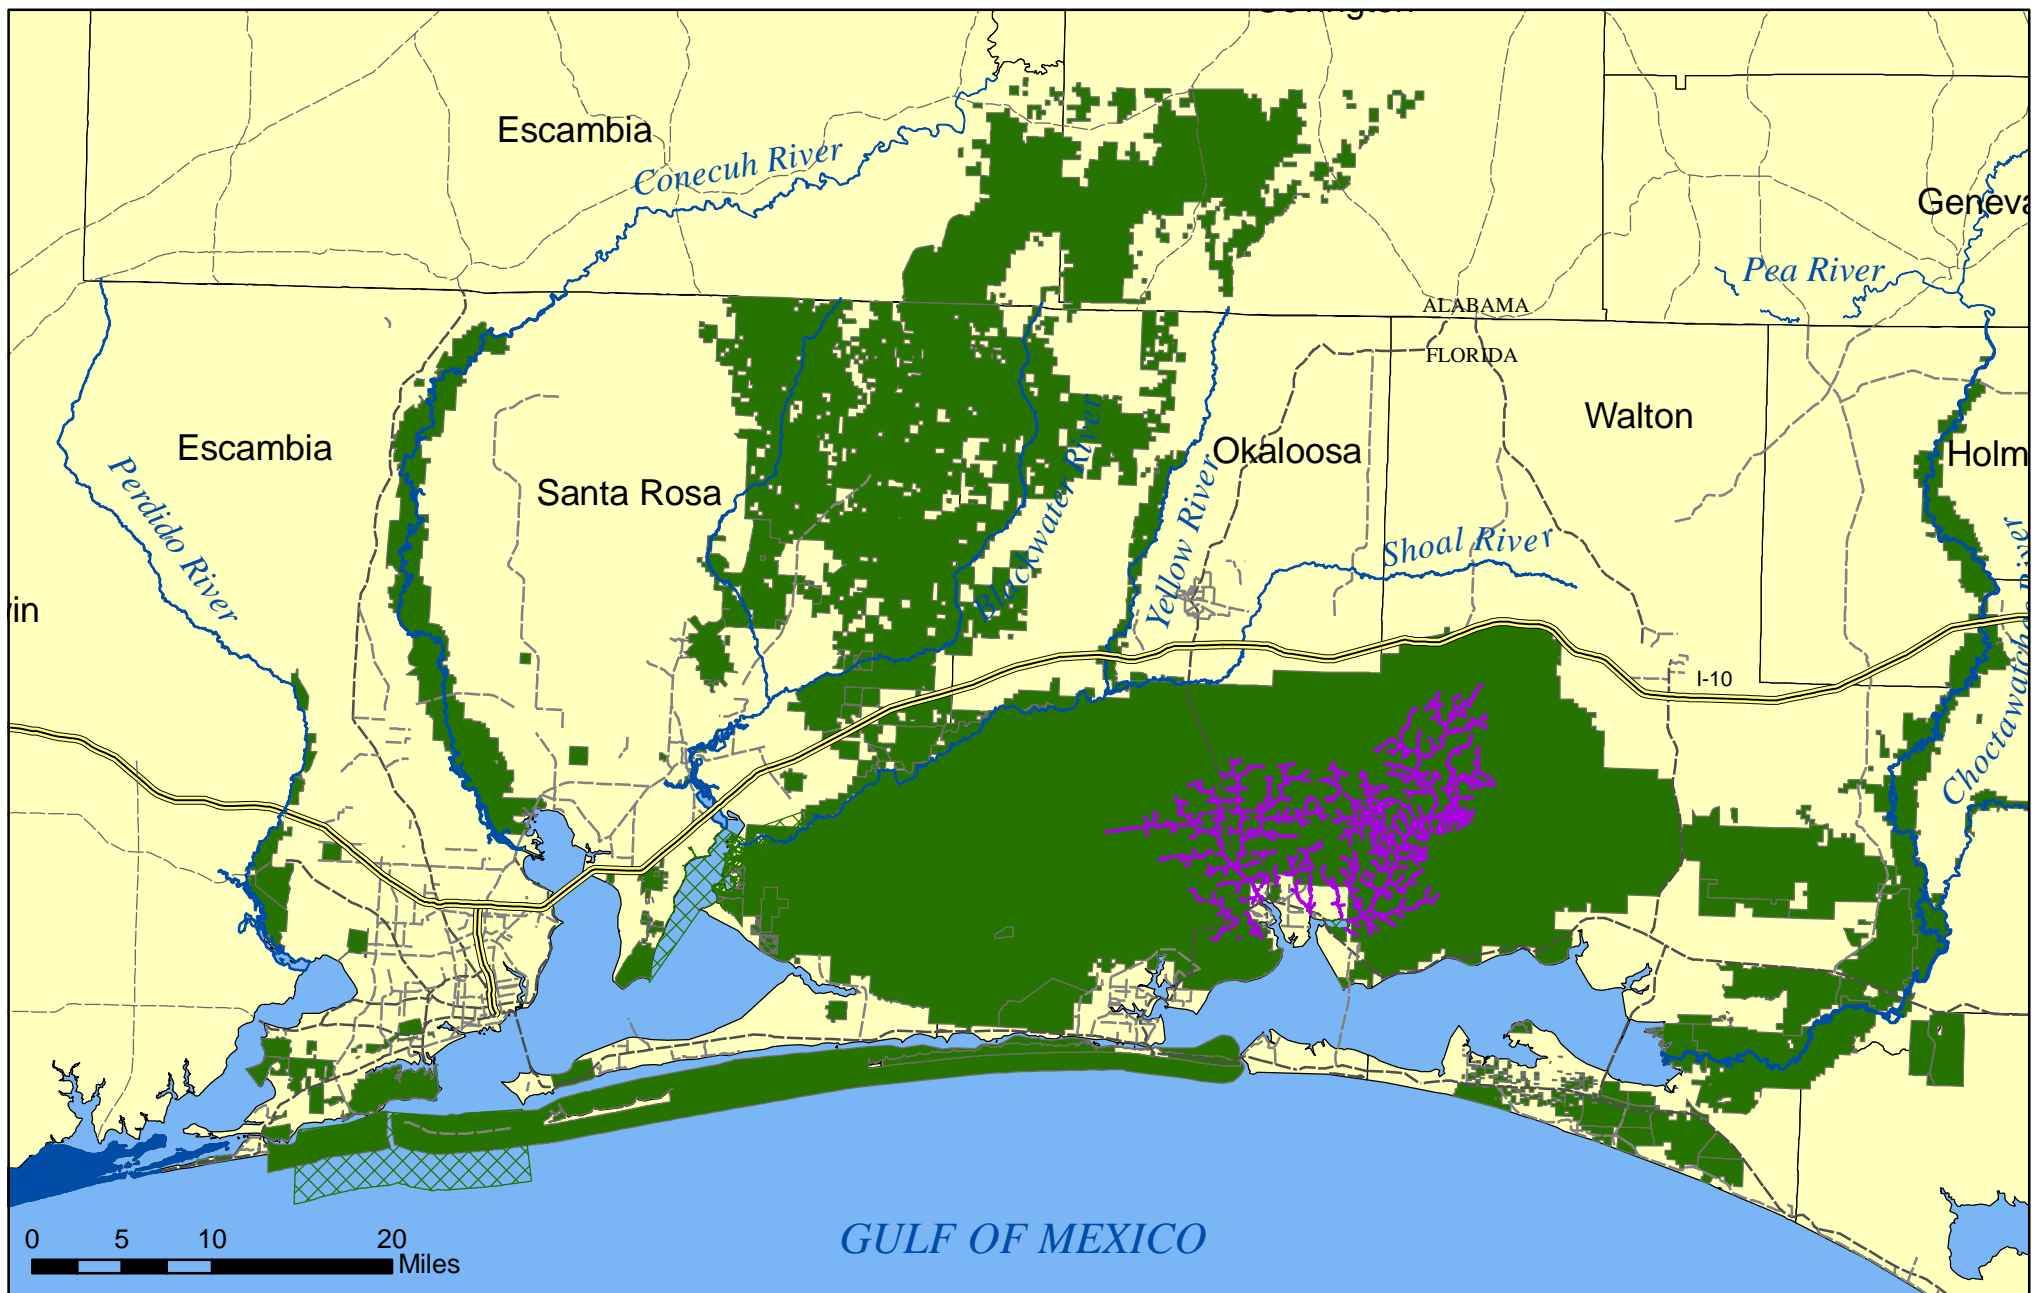 Escambia
Conecuh River
Geneva
Pea River
ALABAMA
FLORIDA
Escambia
Santa Rosa
Okaloosa
Walton
Holm
Perdido River
Blackwater River
Yellow River
Shoal River
Choctawhatchee River
vin
I-10
GULF OF MEXICO
0 5 10 20
Miles